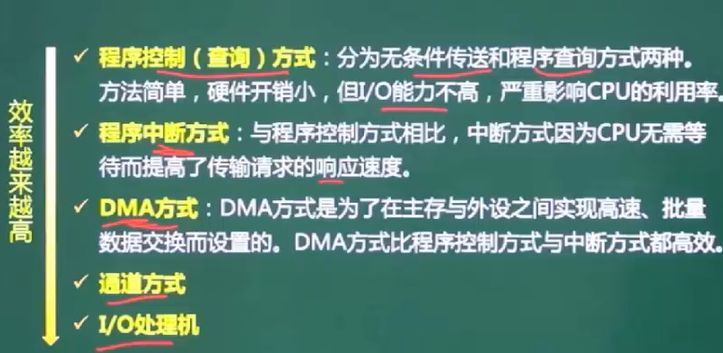 效率越来越高
✓ 程序控制（查询）方式：分为无条件传送和程序查询方式两种。
方法简单，硬件开销小，但I/O能力不高，严重影响CPU的利用率。
✓ 程序中断方式：与程序控制方式相比，中断方式因为CPU无需等
待而提高了传输请求的响应速度。
✓ DMA方式：DMA方式是为了在主存与外设之间实现高速、批量
数据交换而设置的。DMA方式比程序控制方式与中断方式都高效。
✓ 通道方式
✓ I/O处理机